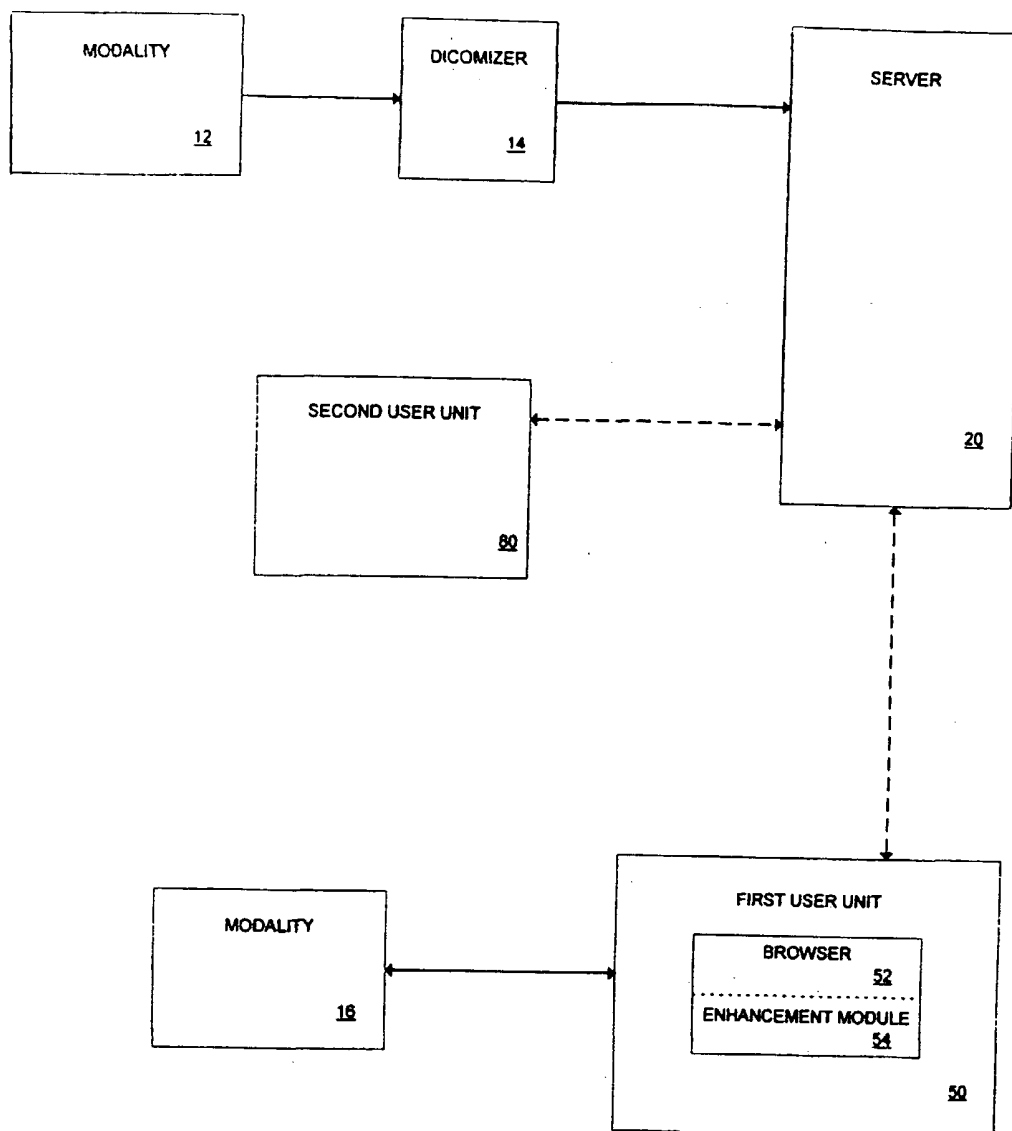 MODALITY
12
DICOMIZER
14
SERVER
20
SECOND USER UNIT
80
MODALITY
16
FIRST USER UNIT
BROWSER
52
ENHANCEMENT MODULE
54
50